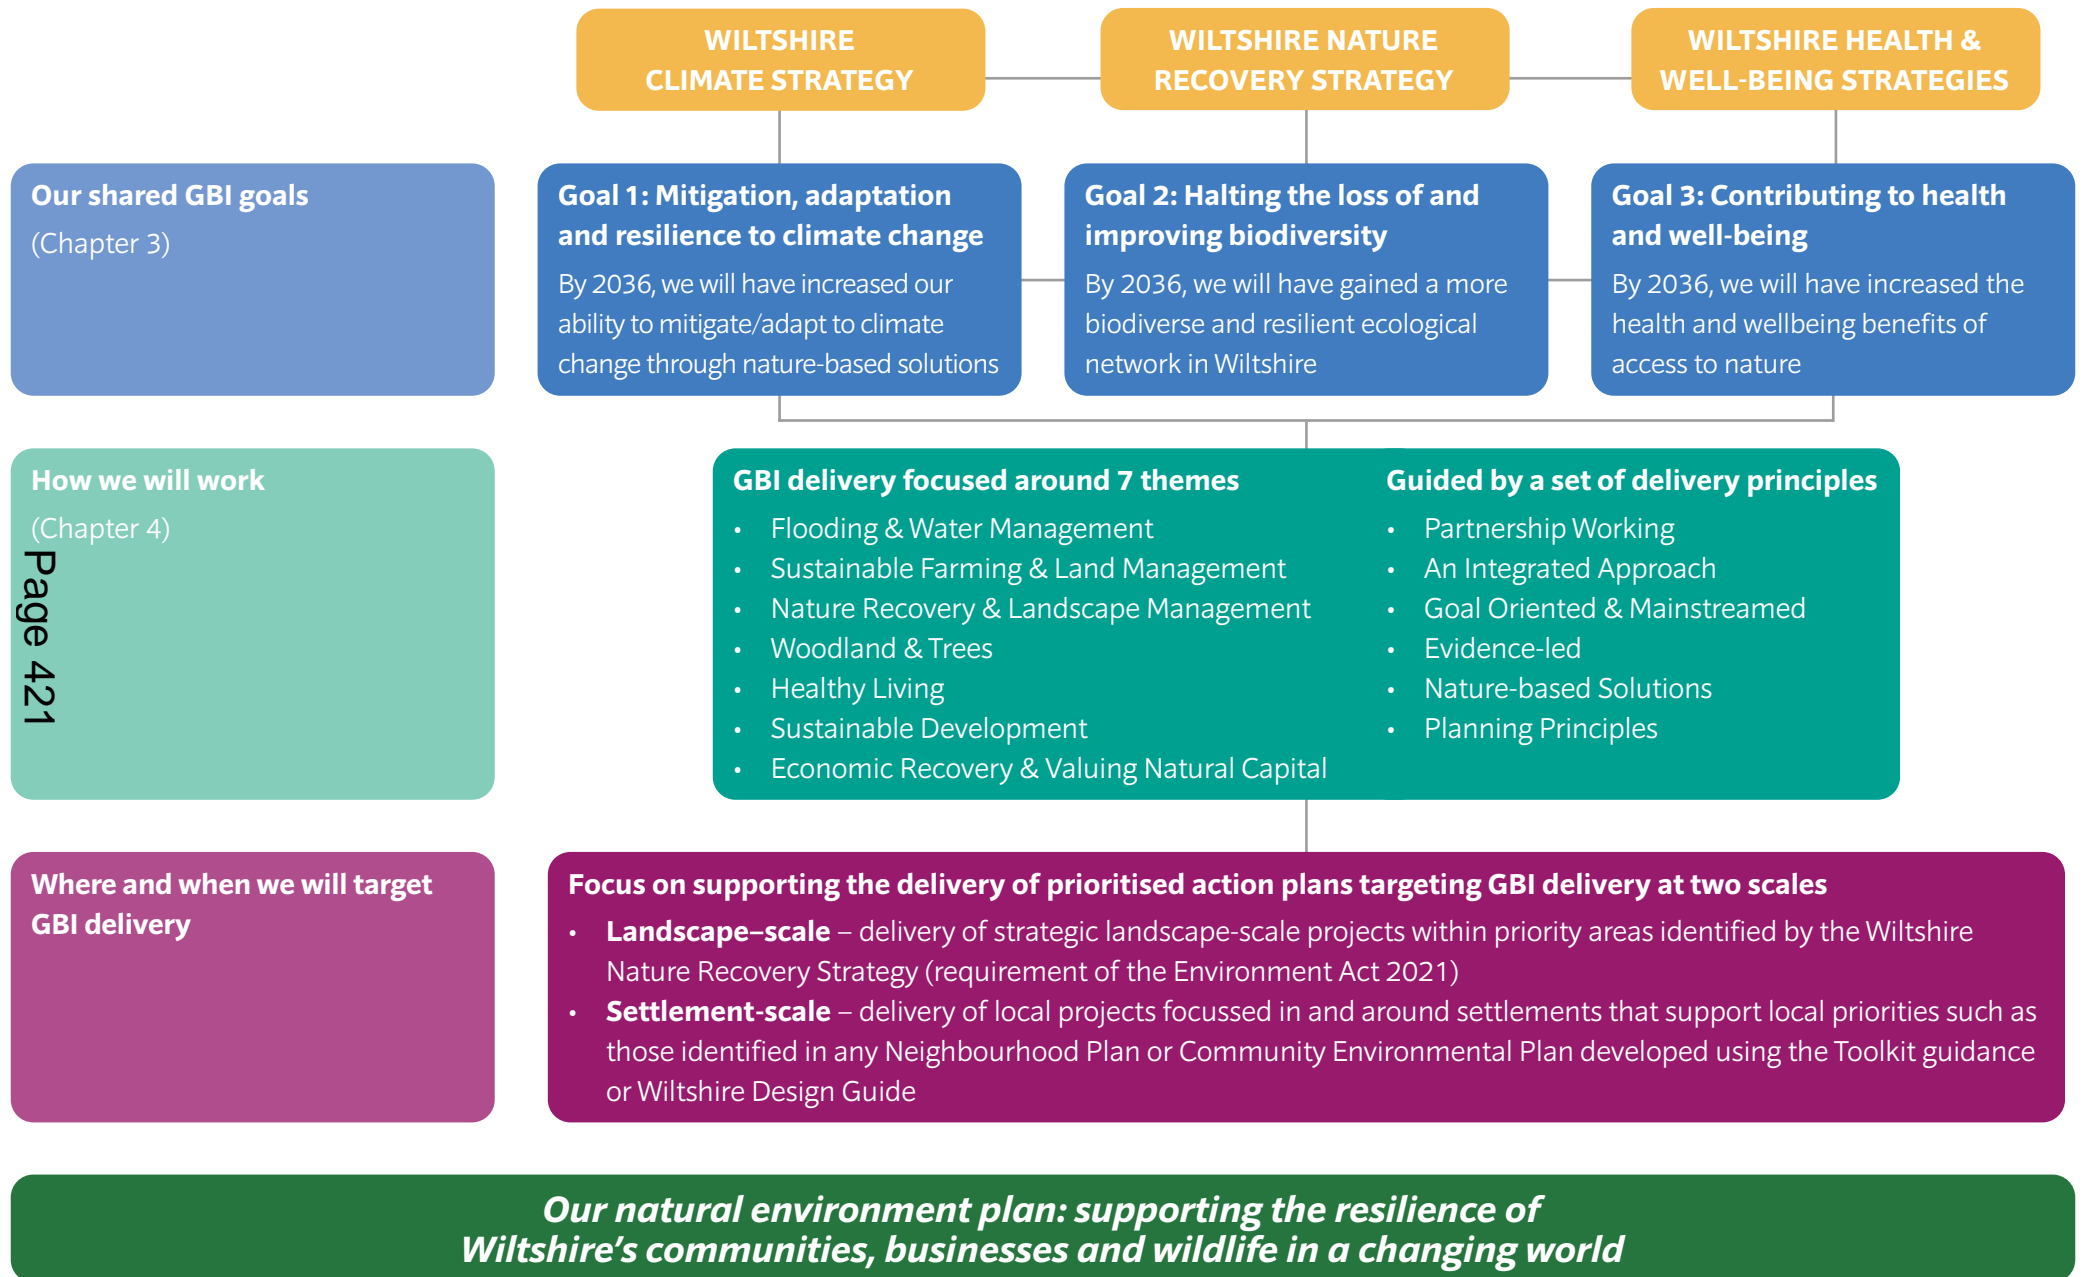 WILTSHIRE
CLIMATE STRATEGY
WILTSHIRE NATURE
RECOVERY STRATEGY
WILTSHIRE HEALTH &
WELL-BEING STRATEGIES
Our shared GBI goals
(Chapter 3)
Goal 1: Mitigation, adaptation
and resilience to climate change
By 2036, we will have increased our
ability to mitigate/adapt to climate
change through nature-based solutions
Goal 2: Halting the loss of and
improving biodiversity
By 2036, we will have gained a more
biodiverse and resilient ecological
network in Wiltshire
Goal 3: Contributing to health
and well-being
By 2036, we will have increased the
health and wellbeing benefits of
access to nature
How we will work
(Chapter 4)
Page 421
GBI delivery focused around 7 themes
• Flooding & Water Management
• Sustainable Farming & Land Management
• Nature Recovery & Landscape Management
• Woodland & Trees
• Healthy Living
• Sustainable Development
• Economic Recovery & Valuing Natural Capital
Guided by a set of delivery principles
• Partnership Working
• An Integrated Approach
• Goal Oriented & Mainstreamed
• Evidence-led
• Nature-based Solutions
• Planning Principles
Where and when we will target
GBI delivery
Focus on supporting the delivery of prioritised action plans targeting GBI delivery at two scales
• Landscape–scale – delivery of strategic landscape-scale projects within priority areas identified by the Wiltshire
Nature Recovery Strategy (requirement of the Environment Act 2021)
• Settlement-scale – delivery of local projects focussed in and around settlements that support local priorities such as
those identified in any Neighbourhood Plan or Community Environmental Plan developed using the Toolkit guidance
or Wiltshire Design Guide
Our natural environment plan: supporting the resilience of
Wiltshire's communities, businesses and wildlife in a changing world